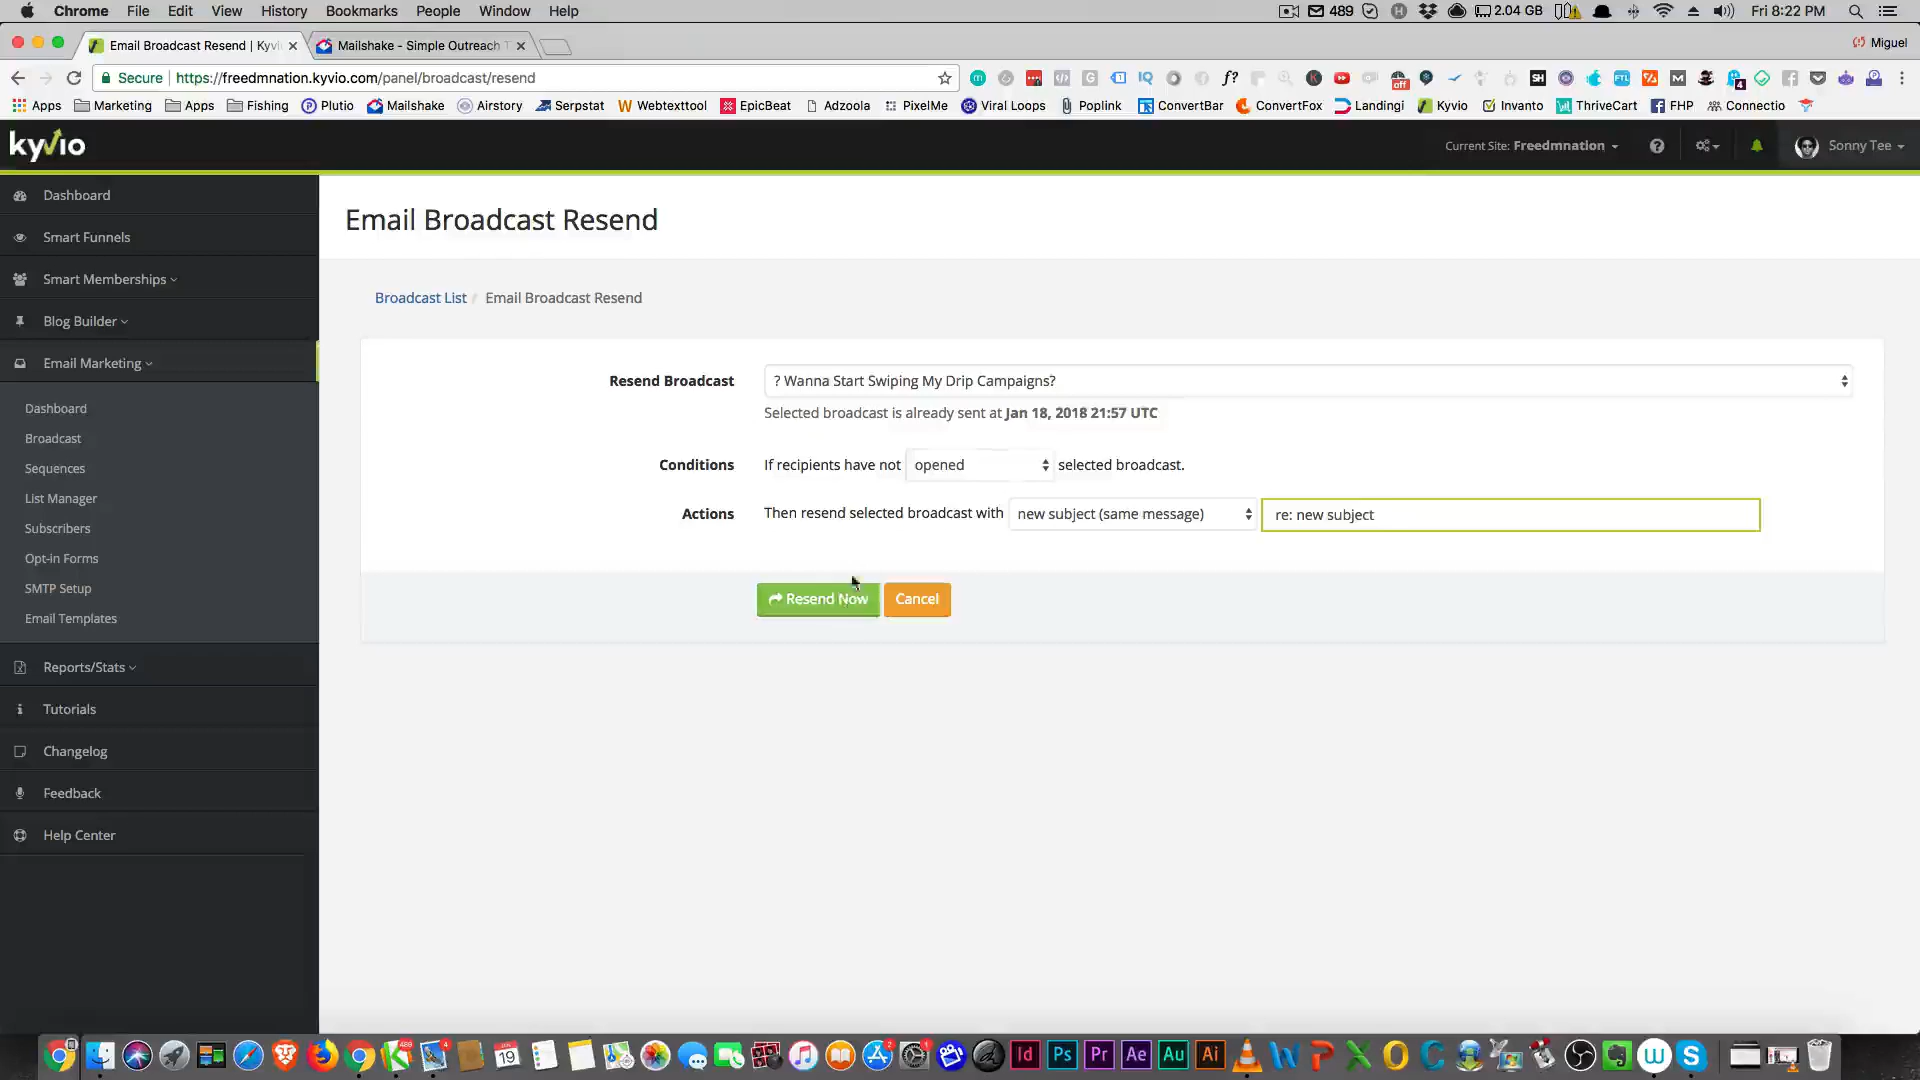 Chrome File Edit View History Bookmarks People Window Help 489 2.04 GB Fri 8:22 PM
Email Broadcast Resend | Kyvi Mailshake - Simple Outreach T Miguel
Secure https://freedmnation.kyvio.com/panel/broadcast/resend
Apps Marketing Apps Fishing Plutio Mailshake Airstory Serpstat Webtexttool EpicBeat Adzoola PixelMe Viral Loops Poplink ConvertBar ConvertFox Landingi Kyvio Invanto ThriveCart FHP Connectio
kyvio
Current Site: Freedmnation Sonny Tee
Dashboard
Smart Funnels
Smart Memberships
Blog Builder
Email Marketing
Dashboard
Broadcast
Sequences
List Manager
Subscribers
Opt-in Forms
SMTP Setup
Email Templates
Reports/Stats
Tutorials
Changelog
Feedback
Help Center
Email Broadcast Resend
Broadcast List / Email Broadcast Resend
Resend Broadcast ? Wanna Start Swiping My Drip Campaigns?
Selected broadcast is already sent at Jan 18, 2018 21:57 UTC
Conditions If recipients have not opened selected broadcast.
Actions Then resend selected broadcast with new subject (same message) re: new subject
Resend Now Cancel